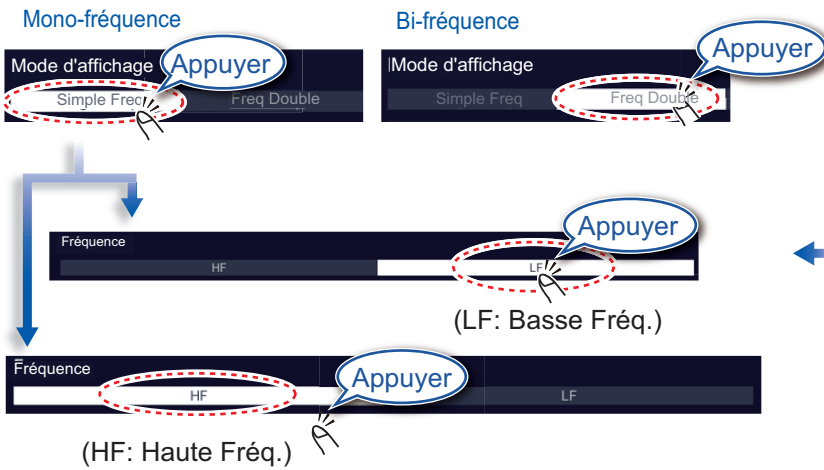 Mono-fréquence
Bi-fréquence
Mode d'affichage
Appuyer
Simple Freq
Freq Double
Mode d'affichage
Appuyer
Simple Freq
Freq Double
Fréquence
Appuyer
HF
LF
(LF: Basse Fréq.)
Fréquence
Appuyer
HF
LF
(HF: Haute Fréq.)